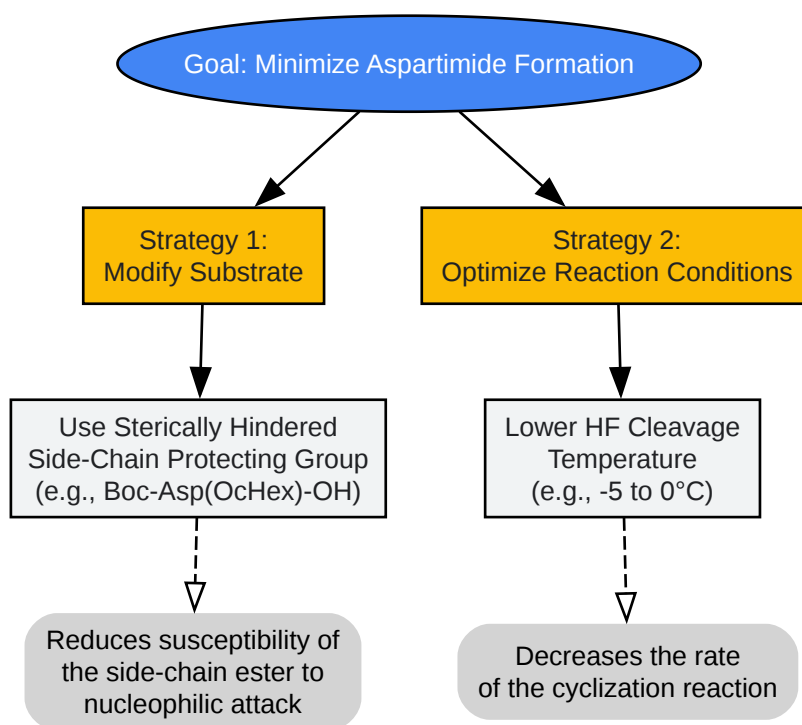 Goal: Minimize Aspartimide Formation
Strategy 1:
Modify Substrate
Strategy 2:
Optimize Reaction Conditions
Use Sterically Hindered
Side-Chain Protecting Group
(e.g., Boc-Asp(OcHex)-OH)
Lower HF Cleavage
Temperature
(e.g., -5 to 0°C)
Reduces susceptibility of
the side-chain ester to
nucleophilic attack
Decreases the rate
of the cyclization reaction